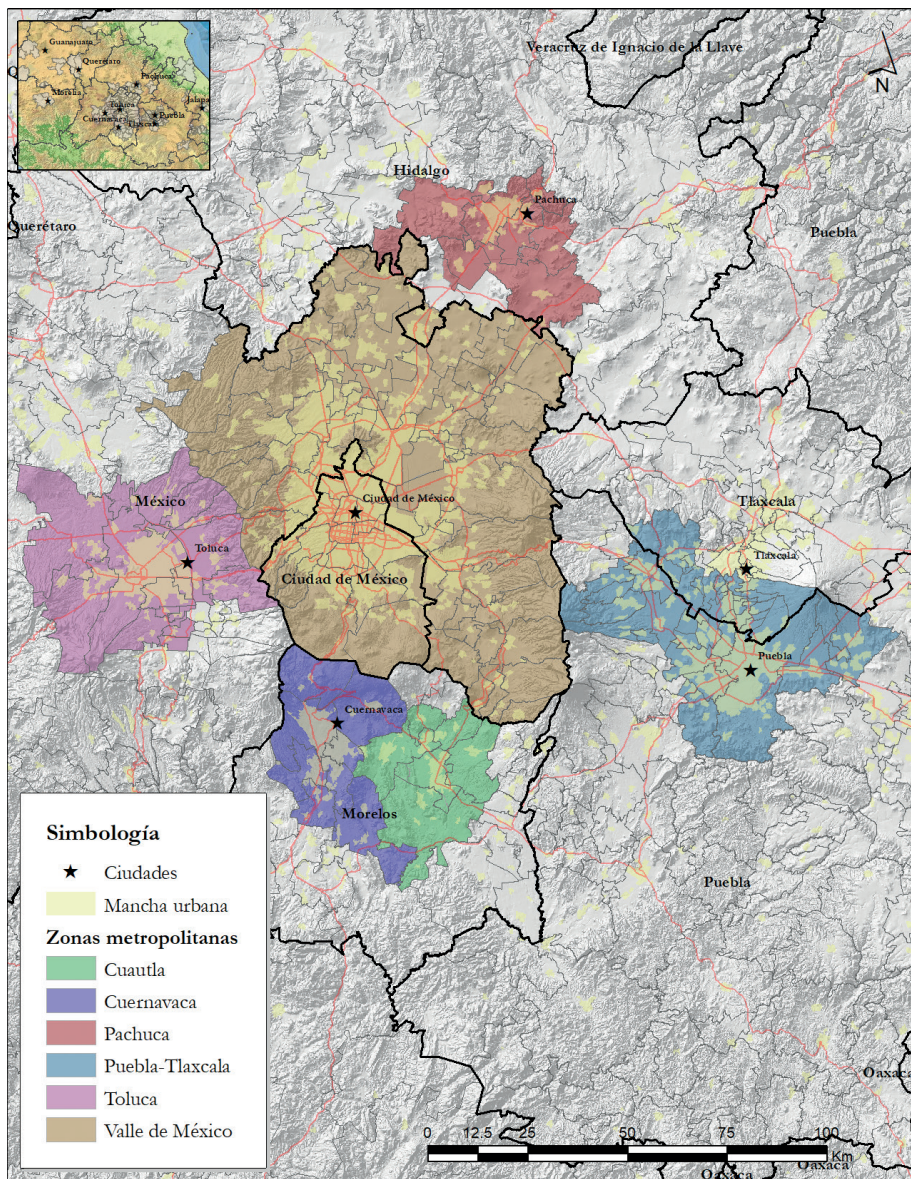 Guanajuato
Querétaro
Pachuca
Morelia
Toluca
Jalapa
Cuernavaca
Puebla
Tlaxcala
Veracruz de Ignacio de la Llave
N
Hidalgo
Pachuca
Querétaro
Puebla
México
Ciudad de México
Tlaxcala
Toluca
Tlaxcala
Ciudad de México
Puebla
Cuernavaca
Morelos
Puebla
Simbología
Ciudades
Mancha urbana
Zonas metropolitanas
Cuautla
Cuernavaca
Pachuca
Puebla-Tlaxcala
Toluca
Valle de México
Oaxaca
0 12.5 25 50 75 100
Km
Oaxaca
Oaxaca